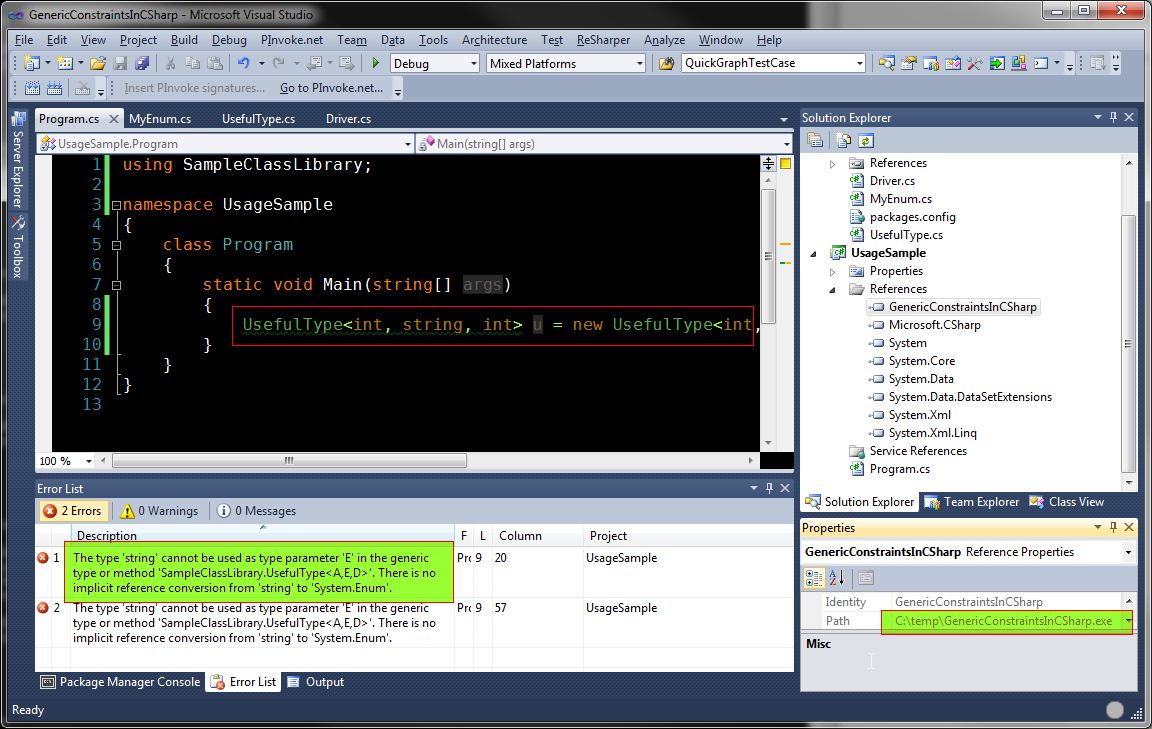 GenericConstraintsInCSharp - Microsoft Visual Studio
File Edit View Project Build Debug PInvoke.net Team Data Tools Architecture Test ReSharper Analyze Window Help
Debug Mixed Platforms QuickGraphTestCase
Insert PInvoke signatures... Go to PInvoke.net...
Server Explorer
Toolbox
Program.cs MyEnum.cs UsefulType.cs Driver.cs
UsageSample.Program Main(string[] args)
1 using SampleClassLibrary;
2
3 namespace UsageSample
4 {
5 class Program
6 {
7 static void Main(string[] args)
8 {
9 UsefulType<int, string, int> u = new UsefulType<int,
10 }
11 }
12 }
13
100 %
Error List
2 Errors 0 Warnings 0 Messages
Description F L Column Project
1 The type 'string' cannot be used as type parameter 'E' in the generic
type or method 'SampleClassLibrary.UsefulType<A,E,D>'. There is no
implicit reference conversion from 'string' to 'System.Enum'.
Prc 9 20 UsageSample
2 The type 'string' cannot be used as type parameter 'E' in the generic
type or method 'SampleClassLibrary.UsefulType<A,E,D>'. There is no
implicit reference conversion from 'string' to 'System.Enum'.
Prc 9 57 UsageSample
Package Manager Console Error List Output
Ready
Solution Explorer
References
Driver.cs
MyEnum.cs
packages.config
UsefulType.cs
UsageSample
Properties
References
GenericConstraintsInCSharp
Microsoft.CSharp
System
System.Core
System.Data
System.Data.DataSetExtensions
System.Xml
System.Xml.Linq
Service References
Program.cs
Solution Explorer Team Explorer Class View
Properties
GenericConstraintsInCSharp Reference Properties
Identity GenericConstraintsInCSharp
Path C:\temp\GenericConstraintsInCSharp.exe
Misc